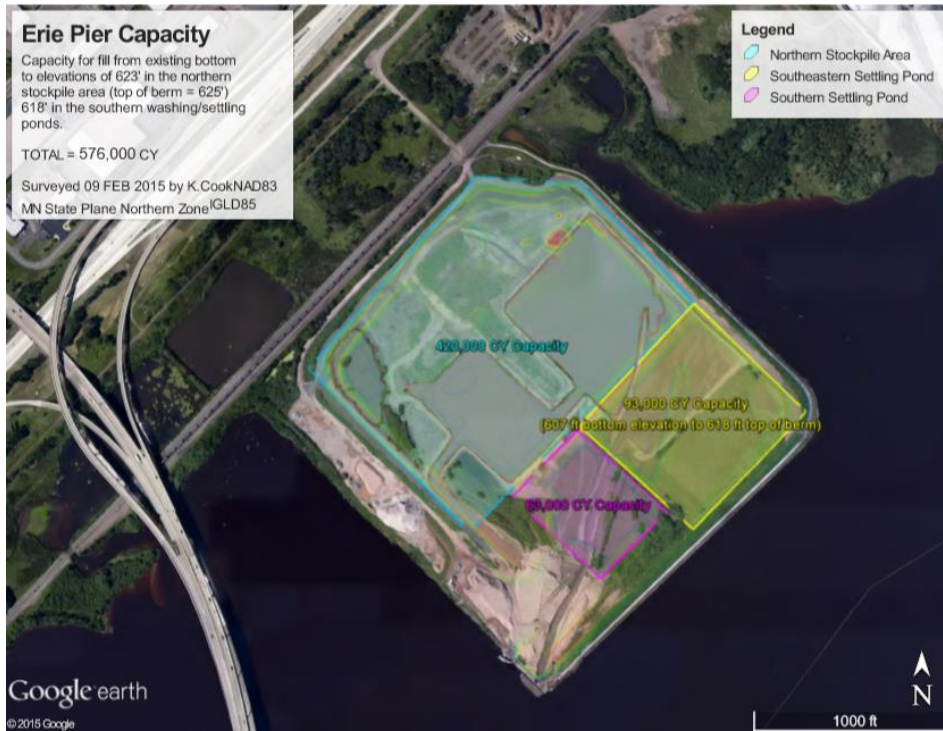 Erie Pier Capacity
Capacity for fill from existing bottom
to elevations of 623' in the northern
stockpile area (top of berm = 625')
618' in the southern washing/settling
ponds.
TOTAL = 576,000 CY
Surveyed 09 FEB 2015 by K.CookNAD83
MN State Plane Northern Zone IGLD85
Legend
Northern Stockpile Area
Southeastern Settling Pond
Southern Settling Pond
420,000 CY Capacity
93,000 CY Capacity
(607 ft bottom elevation to 618 ft top of berm)
63,000 CY Capacity
Google earth
© 2015 Google
N
1000 ft